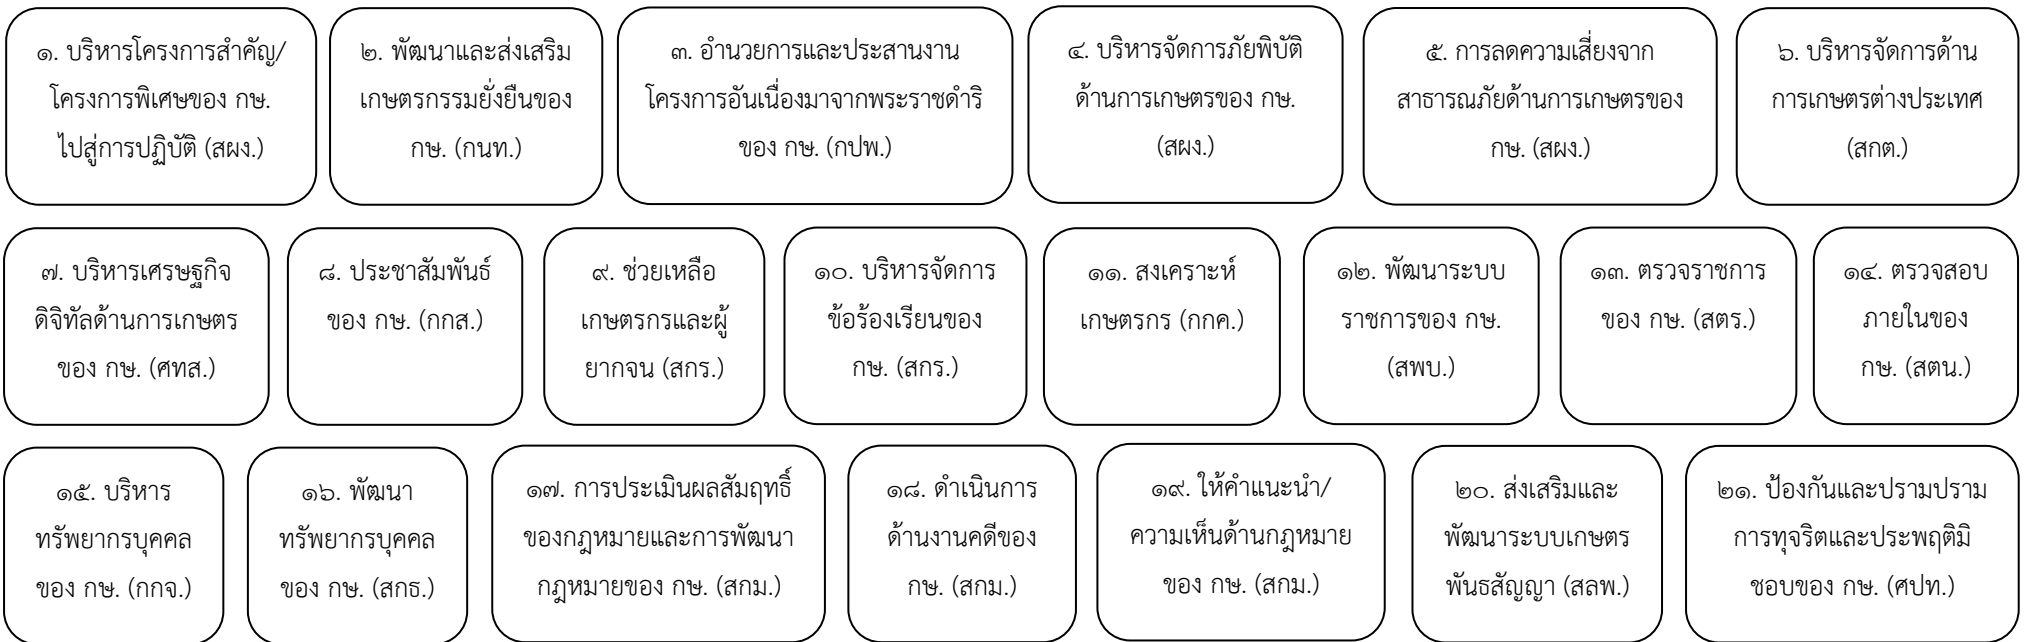 ๑. บริหารโครงการสำคัญ/
โครงการพิเศษของ กษ.
ไปสู่การปฏิบัติ (สผง.)
๒. พัฒนาและส่งเสริม
เกษตรกรรมยั่งยืนของ
กษ. (กนท.)
๓. อำนวยการและประสานงาน
โครงการอันเนื่องมาจากพระราชดำริ
ของ กษ. (กปพ.)
๔. บริหารจัดการภัยพิบัติ
ด้านการเกษตรของ กษ.
(สผง.)
๕. การลดความเสี่ยงจาก
สาธารณภัยด้านการเกษตรของ
กษ. (สผง.)
๖. บริหารจัดการด้าน
การเกษตรต่างประเทศ
(สกต.)
๗. บริหารเศรษฐกิจ
ดิจิทัลด้านการเกษตร
ของ กษ. (ศทส.)
๘. ประชาสัมพันธ์
ของ กษ. (กกส.)
๙. ช่วยเหลือ
เกษตรกรและผู้
ยากจน (สกร.)
๑๐. บริหารจัดการ
ข้อร้องเรียนของ
กษ. (สกร.)
๑๑. สงเคราะห์
เกษตรกร (กกค.)
๑๒. พัฒนาระบบ
ราชการของ กษ.
(สพบ.)
๑๓. ตรวจราชการ
ของ กษ. (สตร.)
๑๔. ตรวจสอบ
ภายในของ
กษ. (สตน.)
๑๕. บริหาร
ทรัพยากรบุคคล
ของ กษ. (กกจ.)
๑๖. พัฒนา
ทรัพยากรบุคคล
ของ กษ. (สกธ.)
๑๗. การประเมินผลสัมฤทธิ์
ของกฎหมายและการพัฒนา
กฎหมายของ กษ. (สกม.)
๑๘. ดำเนินการ
ด้านงานคดีของ
กษ. (สกม.)
๑๙. ให้คำแนะนำ/
ความเห็นด้านกฎหมาย
ของ กษ. (สกม.)
๒๐. ส่งเสริมและ
พัฒนาระบบเกษตร
พันธสัญญา (สลพ.)
๒๑. ป้องกันและปรามปราม
การทุจริตและประพฤติมิ
ชอบของ กษ. (ศปท.)